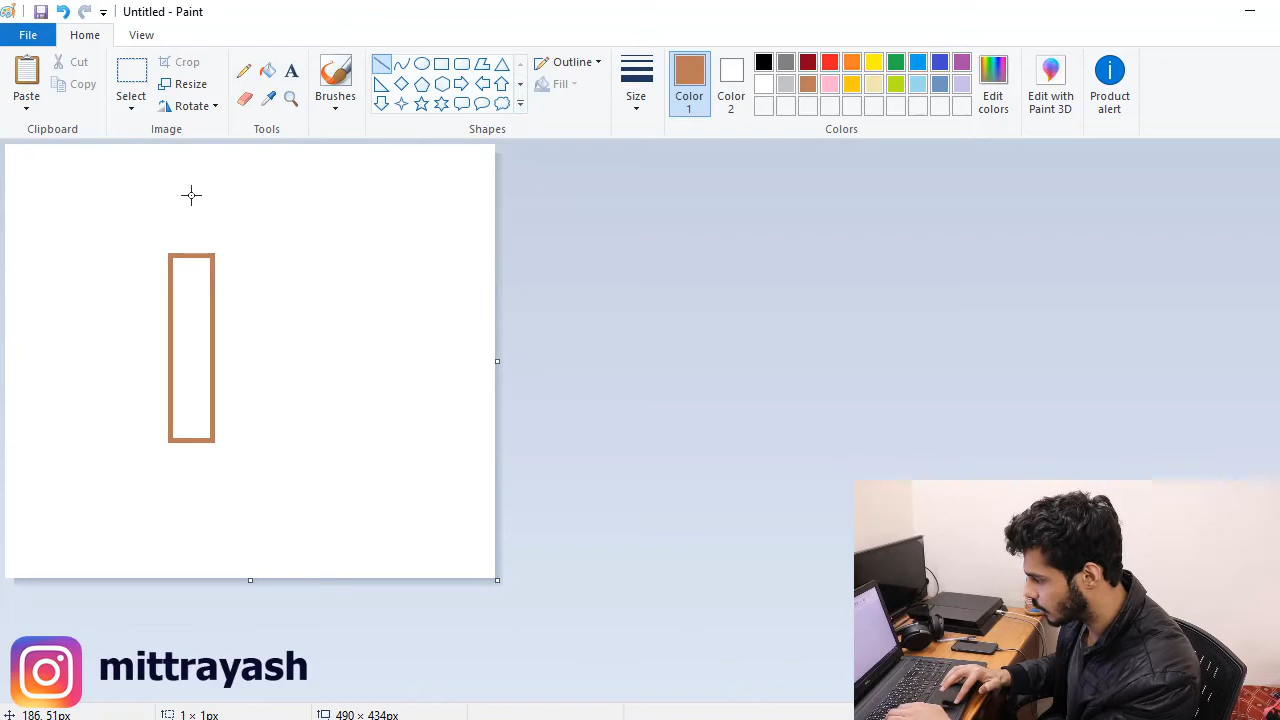 Untitled - Paint
File
Home
View
Paste
Cut
Copy
Clipboard
Select
Crop
Resize
Rotate
Image
A
Tools
Brushes
Outline
Fill
Shapes
Size
Color
1
Color
2
Edit
colors
Colors
Edit with
Paint 3D
Product
alert
mittrayash
186, 51px
1 × 1px
490 × 434px